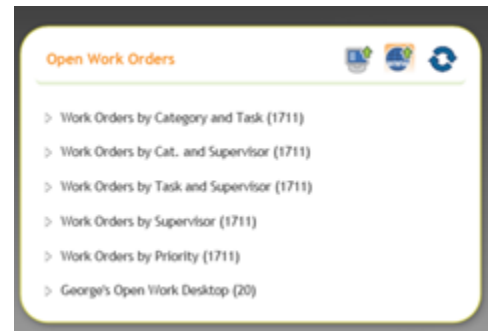 Open Work Orders
Work Orders by Category and Task (1711)
Work Orders by Cat. and Supervisor (1711)
Work Orders by Task and Supervisor (1711)
Work Orders by Supervisor (1711)
Work Orders by Priority (1711)
George's Open Work Desktop (20)